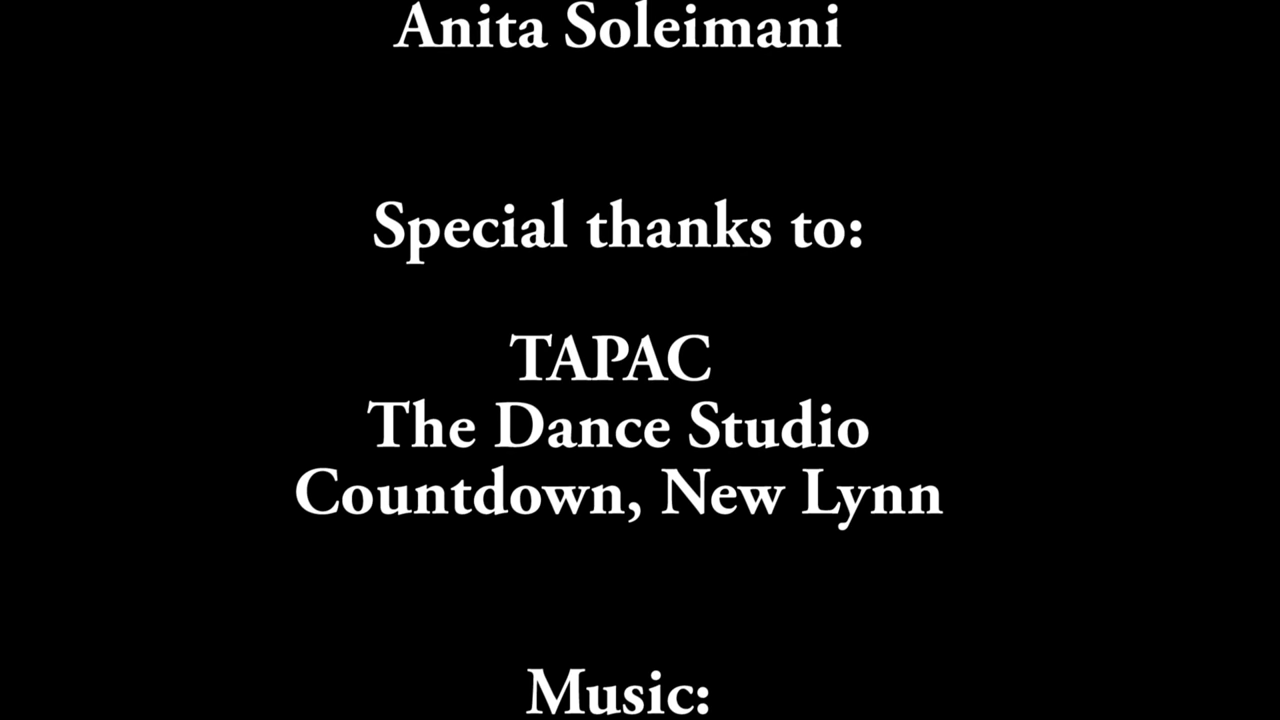 Anita Soleimani
Special thanks to:
TAPAC
The Dance Studio
Countdown, New Lynn
Music: